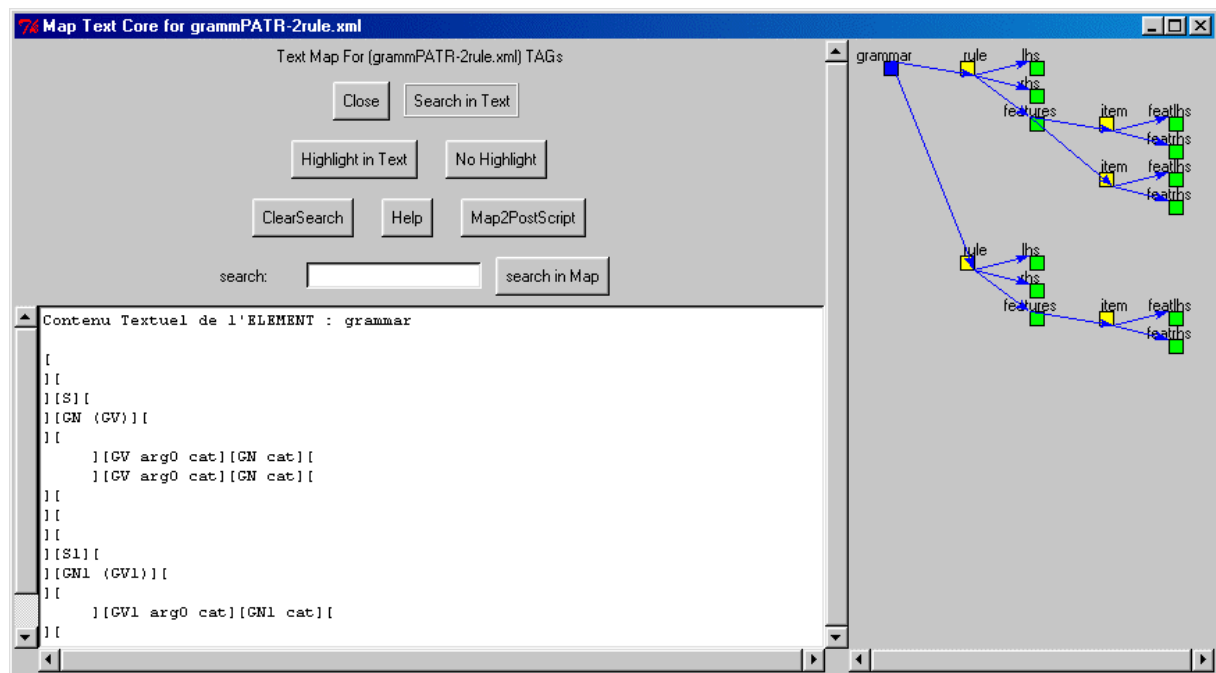 Map Text Core for grammPATR-2rule.xml
Text Map For (grammPATR-2rule.xml) TAGs
Close Search in Text
Highlight in Text No Highlight
ClearSearch Help Map2PostScript
search: search in Map
Contenu Textuel de l'ELEMENT : grammar
[
][
][S][
][GN (GV)][
][
][GV arg0 cat][GN cat][
][GV arg0 cat][GN cat][
][
][
][
][S1][
][GN1 (GV1)][
][
][GV1 arg0 cat][GN1 cat][
][
grammar rule lhs
rhs
features item featlhs
featrhs
item featlhs
featrhs
rule lhs
rhs
features item featlhs
featrhs